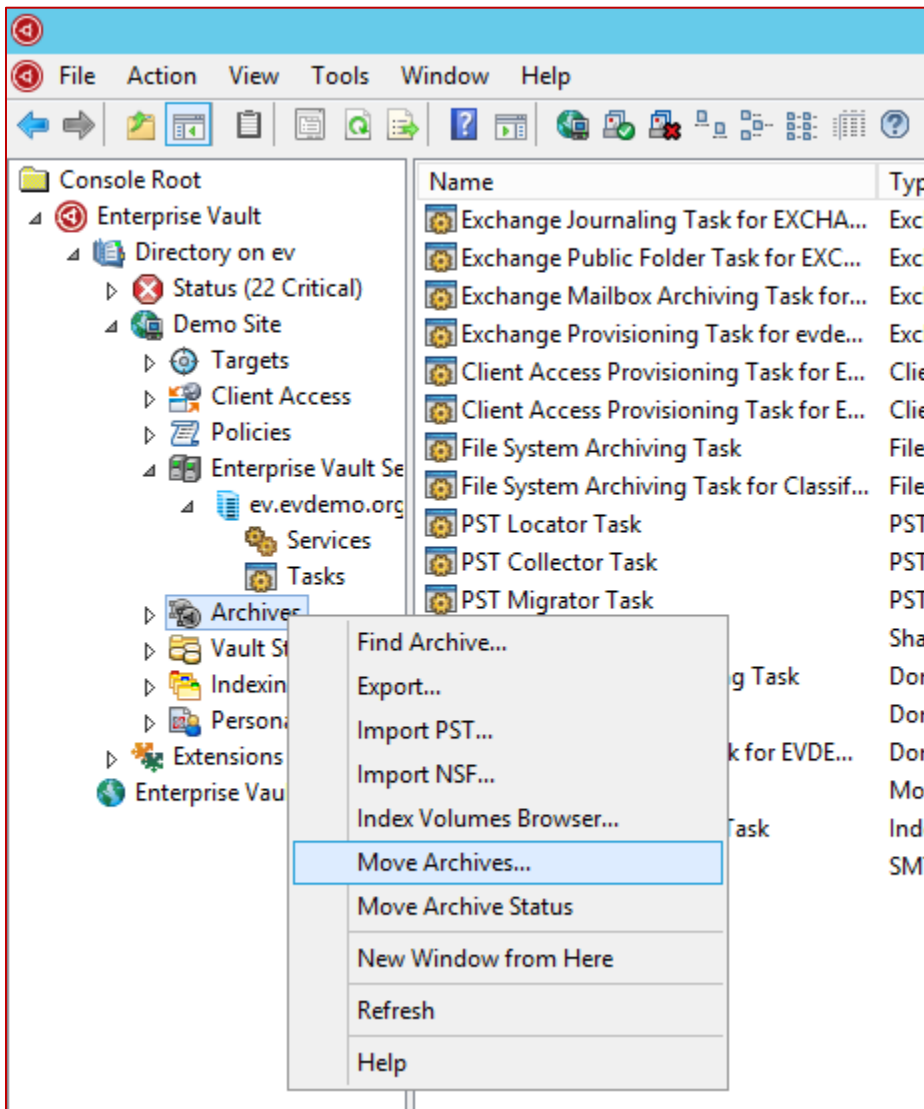 File Action View Tools Window Help
Console Root
Enterprise Vault
Directory on ev
Status (22 Critical)
Demo Site
Targets
Client Access
Policies
Enterprise Vault Se
ev.evdemo.org
Services
Tasks
Archives
Vault St
Indexin
Persona
Extensions
Enterprise Vau
Name Typ
Exchange Journaling Task for EXCHA... Exc
Exchange Public Folder Task for EXC... Exc
Exchange Mailbox Archiving Task for... Exc
Exchange Provisioning Task for evde... Exc
Client Access Provisioning Task for E... Clie
Client Access Provisioning Task for E... Clie
File System Archiving Task File
File System Archiving Task for Classif... File
PST Locator Task PST
PST Collector Task PST
PST Migrator Task PST
Sha
g Task Dor
Dor
k for EVDE... Dor
Mo
Task Ind
SM
Find Archive...
Export...
Import PST...
Import NSF...
Index Volumes Browser...
Move Archives...
Move Archive Status
New Window from Here
Refresh
Help